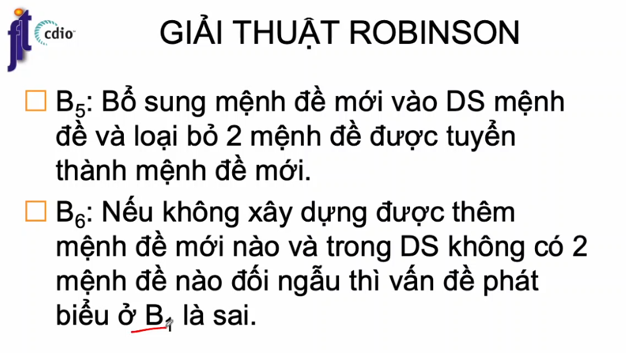 fit cdio
GIẢI THUẬT ROBINSON
B5: Bổ sung mệnh đề mới vào DS mệnh
đề và loại bỏ 2 mệnh đề được tuyển
thành mệnh đề mới.
B6: Nếu không xây dựng được thêm
mệnh đề mới nào và trong DS không có 2
mệnh đề nào đối ngẫu thì vấn đề phát
biểu ở B1 là sai.